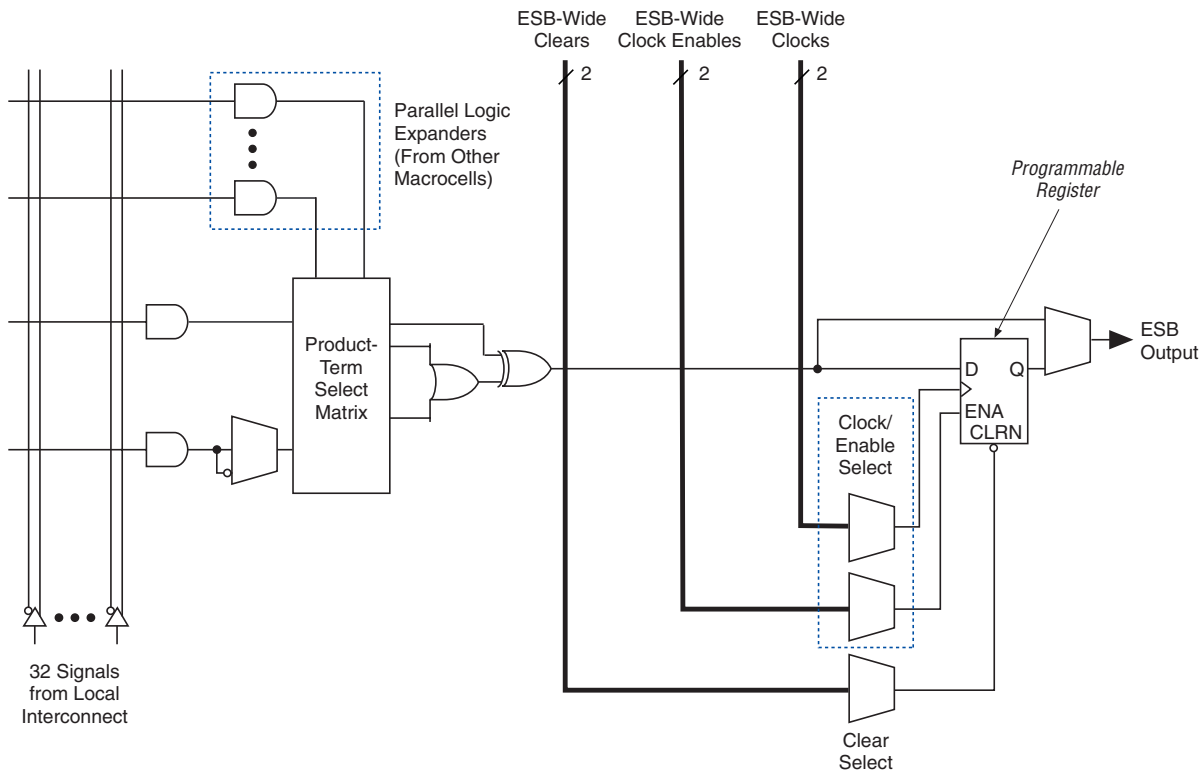 ESB-Wide
Clears
ESB-Wide
Clock Enables
ESB-Wide
Clocks
2
2
2
Parallel Logic
Expanders
(From Other
Macrocells)
Programmable
Register
Product-
Term
Select
Matrix
ESB
Output
D
Q
ENA
CLRN
Clock/
Enable
Select
32 Signals
from Local
Interconnect
Clear
Select